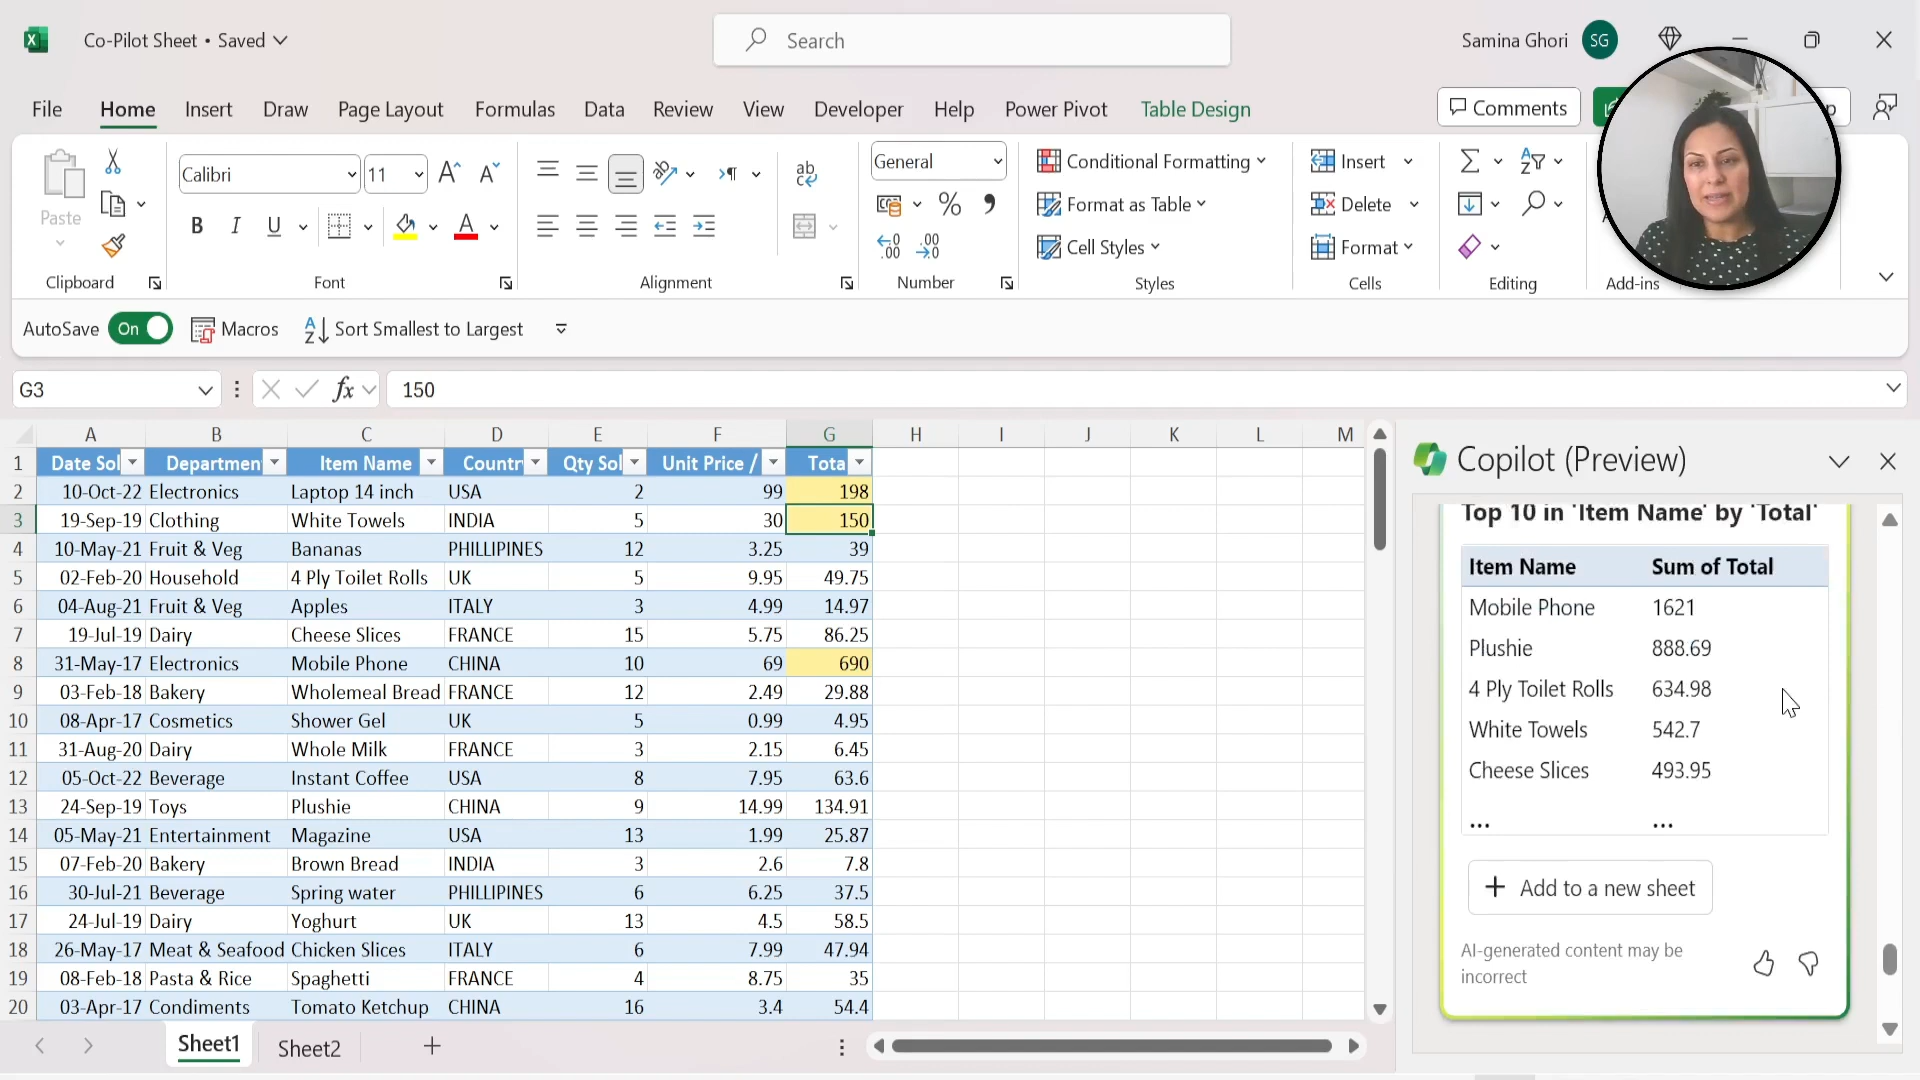 Co-Pilot Sheet • Saved
Search
Samina Ghori SG
File Home Insert Draw Page Layout Formulas Data Review View Developer Help Power Pivot Table Design
Comments
Paste
Calibri 11
B I U
General
Conditional Formatting
Format as Table
Cell Styles
Insert
Delete
Format
Clipboard Font Alignment Number Styles Cells Editing Add-ins
AutoSave On Macros Sort Smallest to Largest
G3 fx 150
A B C D E F G H I J K L M
1 Date Sol Departmen Item Name Countr Qty Sol Unit Price / Tota
2 10-Oct-22 Electronics Laptop 14 inch USA 2 99 198
3 19-Sep-19 Clothing White Towels INDIA 5 30 150
4 10-May-21 Fruit & Veg Bananas PHILLIPINES 12 3.25 39
5 02-Feb-20 Household 4 Ply Toilet Rolls UK 5 9.95 49.75
6 04-Aug-21 Fruit & Veg Apples ITALY 3 4.99 14.97
7 19-Jul-19 Dairy Cheese Slices FRANCE 15 5.75 86.25
8 31-May-17 Electronics Mobile Phone CHINA 10 69 690
9 03-Feb-18 Bakery Wholemeal Bread FRANCE 12 2.49 29.88
10 08-Apr-17 Cosmetics Shower Gel UK 5 0.99 4.95
11 31-Aug-20 Dairy Whole Milk FRANCE 3 2.15 6.45
12 05-Oct-22 Beverage Instant Coffee USA 8 7.95 63.6
13 24-Sep-19 Toys Plushie CHINA 9 14.99 134.91
14 05-May-21 Entertainment Magazine USA 13 1.99 25.87
15 07-Feb-20 Bakery Brown Bread INDIA 3 2.6 7.8
16 30-Jul-21 Beverage Spring water PHILLIPINES 6 6.25 37.5
17 24-Jul-19 Dairy Yoghurt UK 13 4.5 58.5
18 26-May-17 Meat & Seafood Chicken Slices ITALY 6 7.99 47.94
19 08-Feb-18 Pasta & Rice Spaghetti FRANCE 4 8.75 35
20 03-Apr-17 Condiments Tomato Ketchup CHINA 16 3.4 54.4
Sheet1 Sheet2
Copilot (Preview)
Top 10 in 'Item Name' by 'Total'
Item Name Sum of Total
Mobile Phone 1621
Plushie 888.69
4 Ply Toilet Rolls 634.98
White Towels 542.7
Cheese Slices 493.95
... ...
+ Add to a new sheet
AI-generated content may be
incorrect